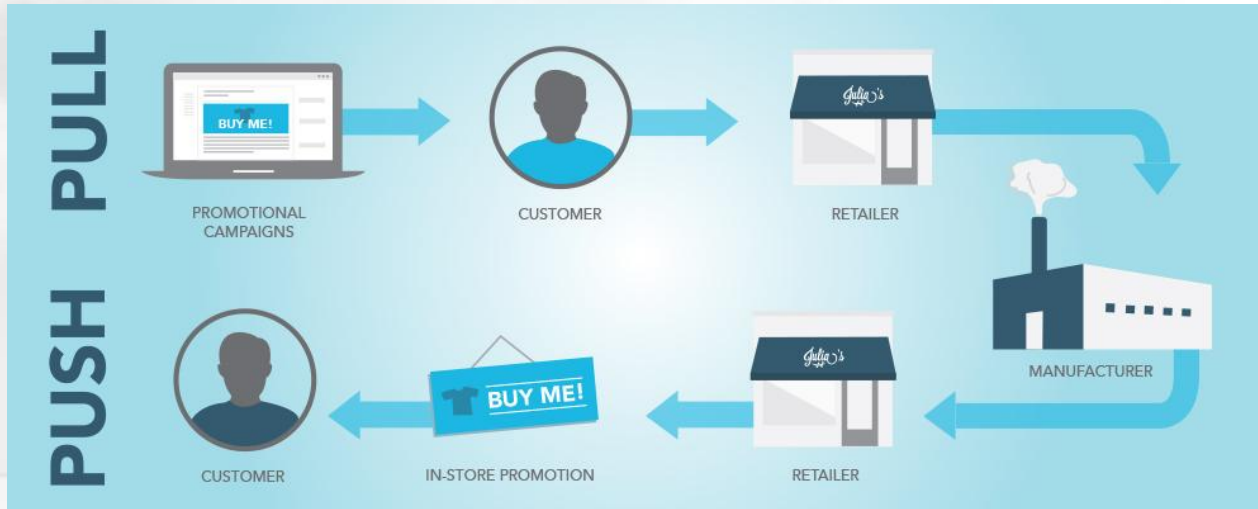 PULL
BUY ME!
PROMOTIONAL
CAMPAIGNS
CUSTOMER
Julia's
RETAILER
MANUFACTURER
PUSH
CUSTOMER
BUY ME!
IN-STORE PROMOTION
Julia's
RETAILER